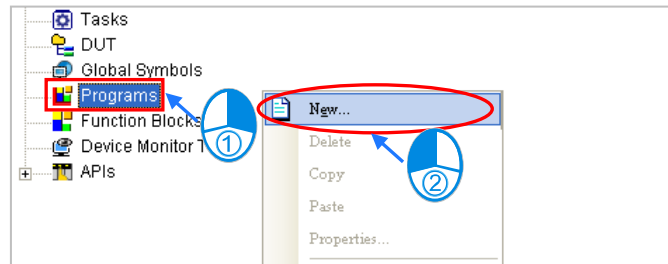 Tasks
DUT
Global Symbols
Programs
Function Blocks
Device Monitor T
APIs
①
New...
Delete
Copy
Paste
Properties...
②